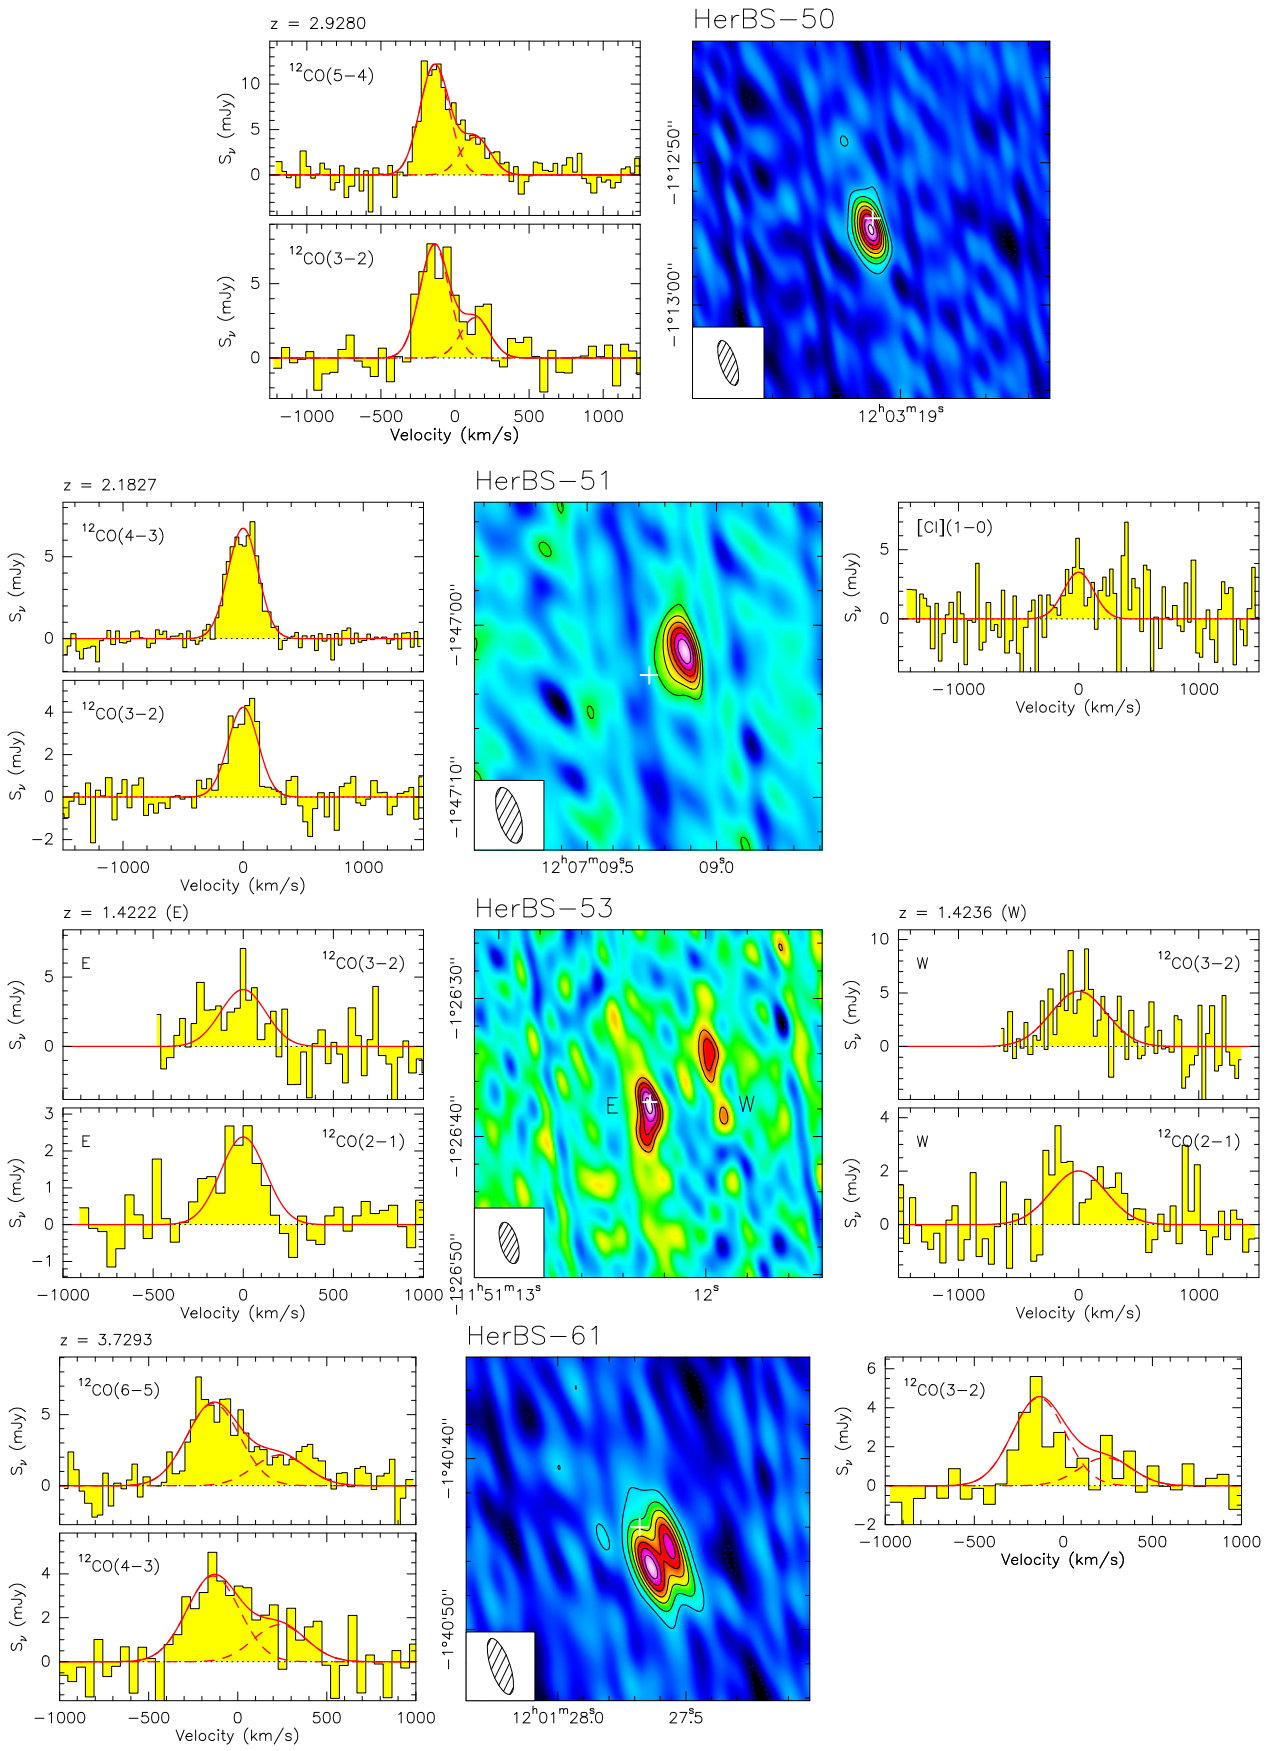 z = 2.9280
HerBS−50
¹²CO(5−4)
10
5
0
Sν (mJy)
¹²CO(3−2)
5
0
Sν (mJy)
−1000 −500 0 500 1000
Velocity (km/s)
−1°12'50''
−1°13'00''
12ʰ03ᵐ19ˢ
z = 2.1827
HerBS−51
¹²CO(4−3)
5
0
Sν (mJy)
¹²CO(3−2)
4
2
0
−2
Sν (mJy)
−1000 0 1000
Velocity (km/s)
−1°47'00''
−1°47'10''
12ʰ07ᵐ09ˢ.5 09ˢ.0
[CI](1−0)
5
0
Sν (mJy)
−1000 0 1000
Velocity (km/s)
z = 1.4222 (E)
HerBS−53
z = 1.4236 (W)
E ¹²CO(3−2)
5
0
Sν (mJy)
E ¹²CO(2−1)
3
2
1
0
−1
Sν (mJy)
−1000 −500 0 500 1000
Velocity (km/s)
−1°26'30''
−1°26'40''
−1°26'50''
E W
11ʰ51ᵐ13ˢ 12ˢ
W ¹²CO(3−2)
10
5
0
Sν (mJy)
W ¹²CO(2−1)
4
2
0
Sν (mJy)
−1000 0 1000
Velocity (km/s)
z = 3.7293
HerBS−61
¹²CO(6−5)
5
0
Sν (mJy)
¹²CO(4−3)
4
2
0
Sν (mJy)
−1000 −500 0 500 1000
Velocity (km/s)
−1°40'40''
−1°40'50''
12ʰ01ᵐ28ˢ.0 27ˢ.5
¹²CO(3−2)
6
4
2
0
−2
Sν (mJy)
−1000 −500 0 500 1000
Velocity (km/s)